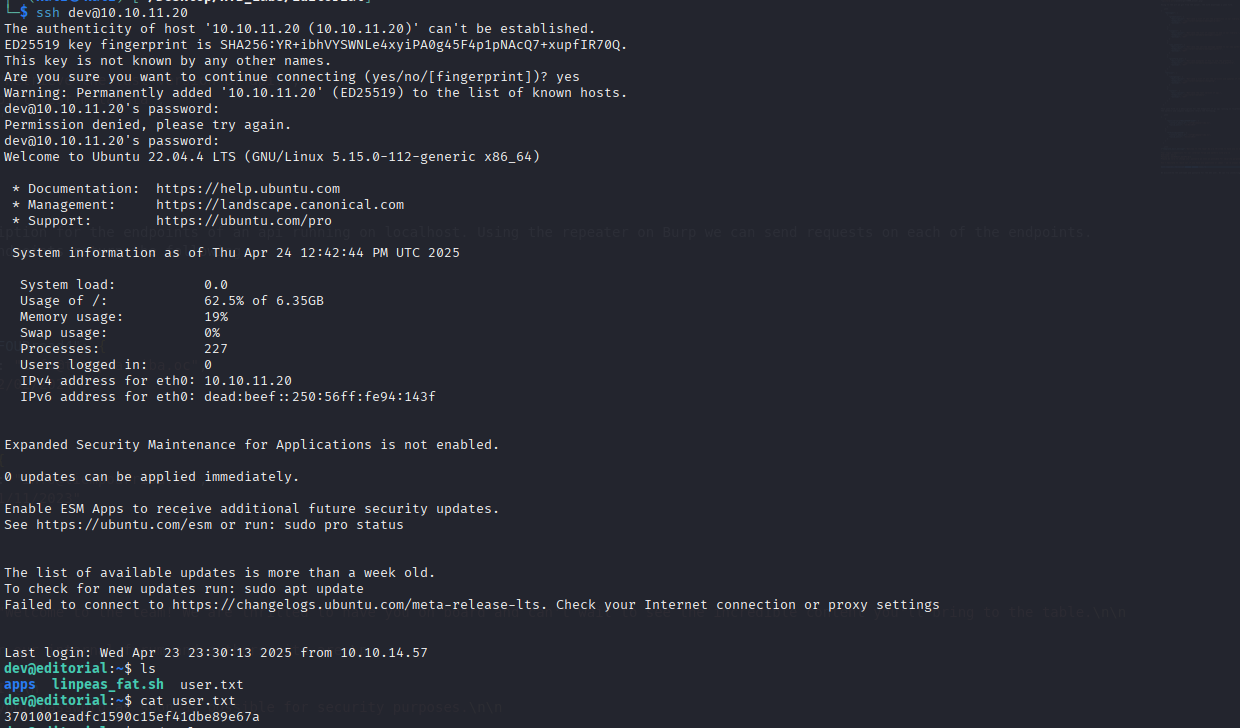 └─$ ssh dev@10.10.11.20
The authenticity of host '10.10.11.20 (10.10.11.20)' can't be established.
ED25519 key fingerprint is SHA256:YR+ibhVYSWNLe4xyiPA0g45F4p1pNAcQ7+xupfIR70Q.
This key is not known by any other names.
Are you sure you want to continue connecting (yes/no/[fingerprint])? yes
Warning: Permanently added '10.10.11.20' (ED25519) to the list of known hosts.
dev@10.10.11.20's password:
Permission denied, please try again.
dev@10.10.11.20's password:
Welcome to Ubuntu 22.04.4 LTS (GNU/Linux 5.15.0-112-generic x86_64)
* Documentation:  https://help.ubuntu.com
* Management:     https://landscape.canonical.com
* Support:        https://ubuntu.com/pro
System information as of Thu Apr 24 12:42:44 PM UTC 2025
System load:           0.0
Usage of /:            62.5% of 6.35GB
Memory usage:          19%
Swap usage:            0%
Processes:             227
Users logged in:       0
IPv4 address for eth0: 10.10.11.20
IPv6 address for eth0: dead:beef::250:56ff:fe94:143f
Expanded Security Maintenance for Applications is not enabled.
0 updates can be applied immediately.
Enable ESM Apps to receive additional future security updates.
See https://ubuntu.com/esm or run: sudo pro status
The list of available updates is more than a week old.
To check for new updates run: sudo apt update
Failed to connect to https://changelogs.ubuntu.com/meta-release-lts. Check your Internet connection or proxy settings
Last login: Wed Apr 23 23:30:13 2025 from 10.10.14.57
dev@editorial:~$ ls
apps  linpeas_fat.sh  user.txt
dev@editorial:~$ cat user.txt
3701001eadfc1590c15ef41dbe89e67a